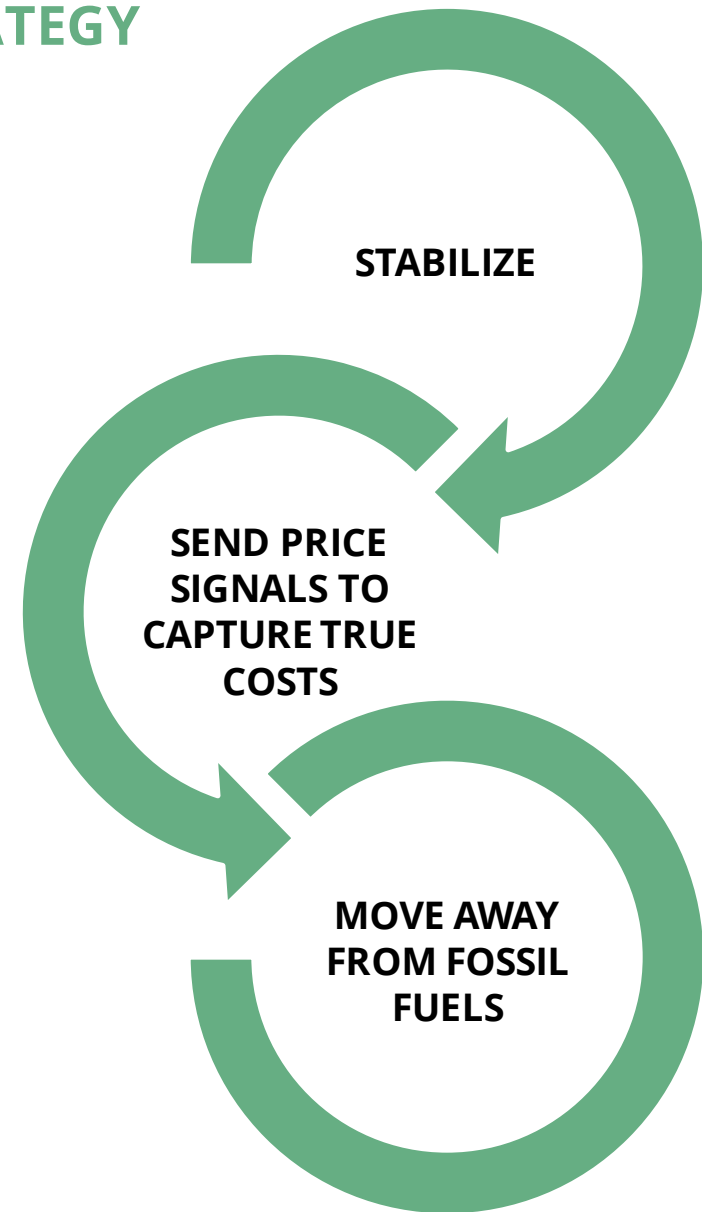 ATEGY
STABILIZE
SEND PRICE
SIGNALS TO
CAPTURE TRUE
COSTS
MOVE AWAY
FROM FOSSIL
FUELS